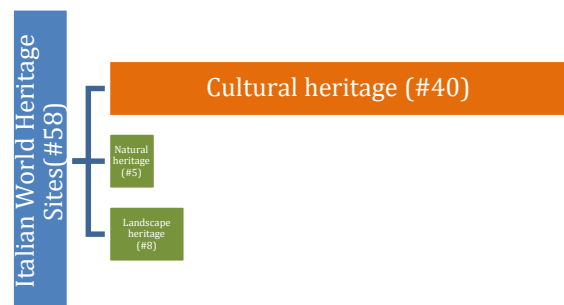 Italian World Heritage
Sites(#58)
Cultural heritage (#40)
Natural
heritage
(#5)
Landscape
heritage
(#8)